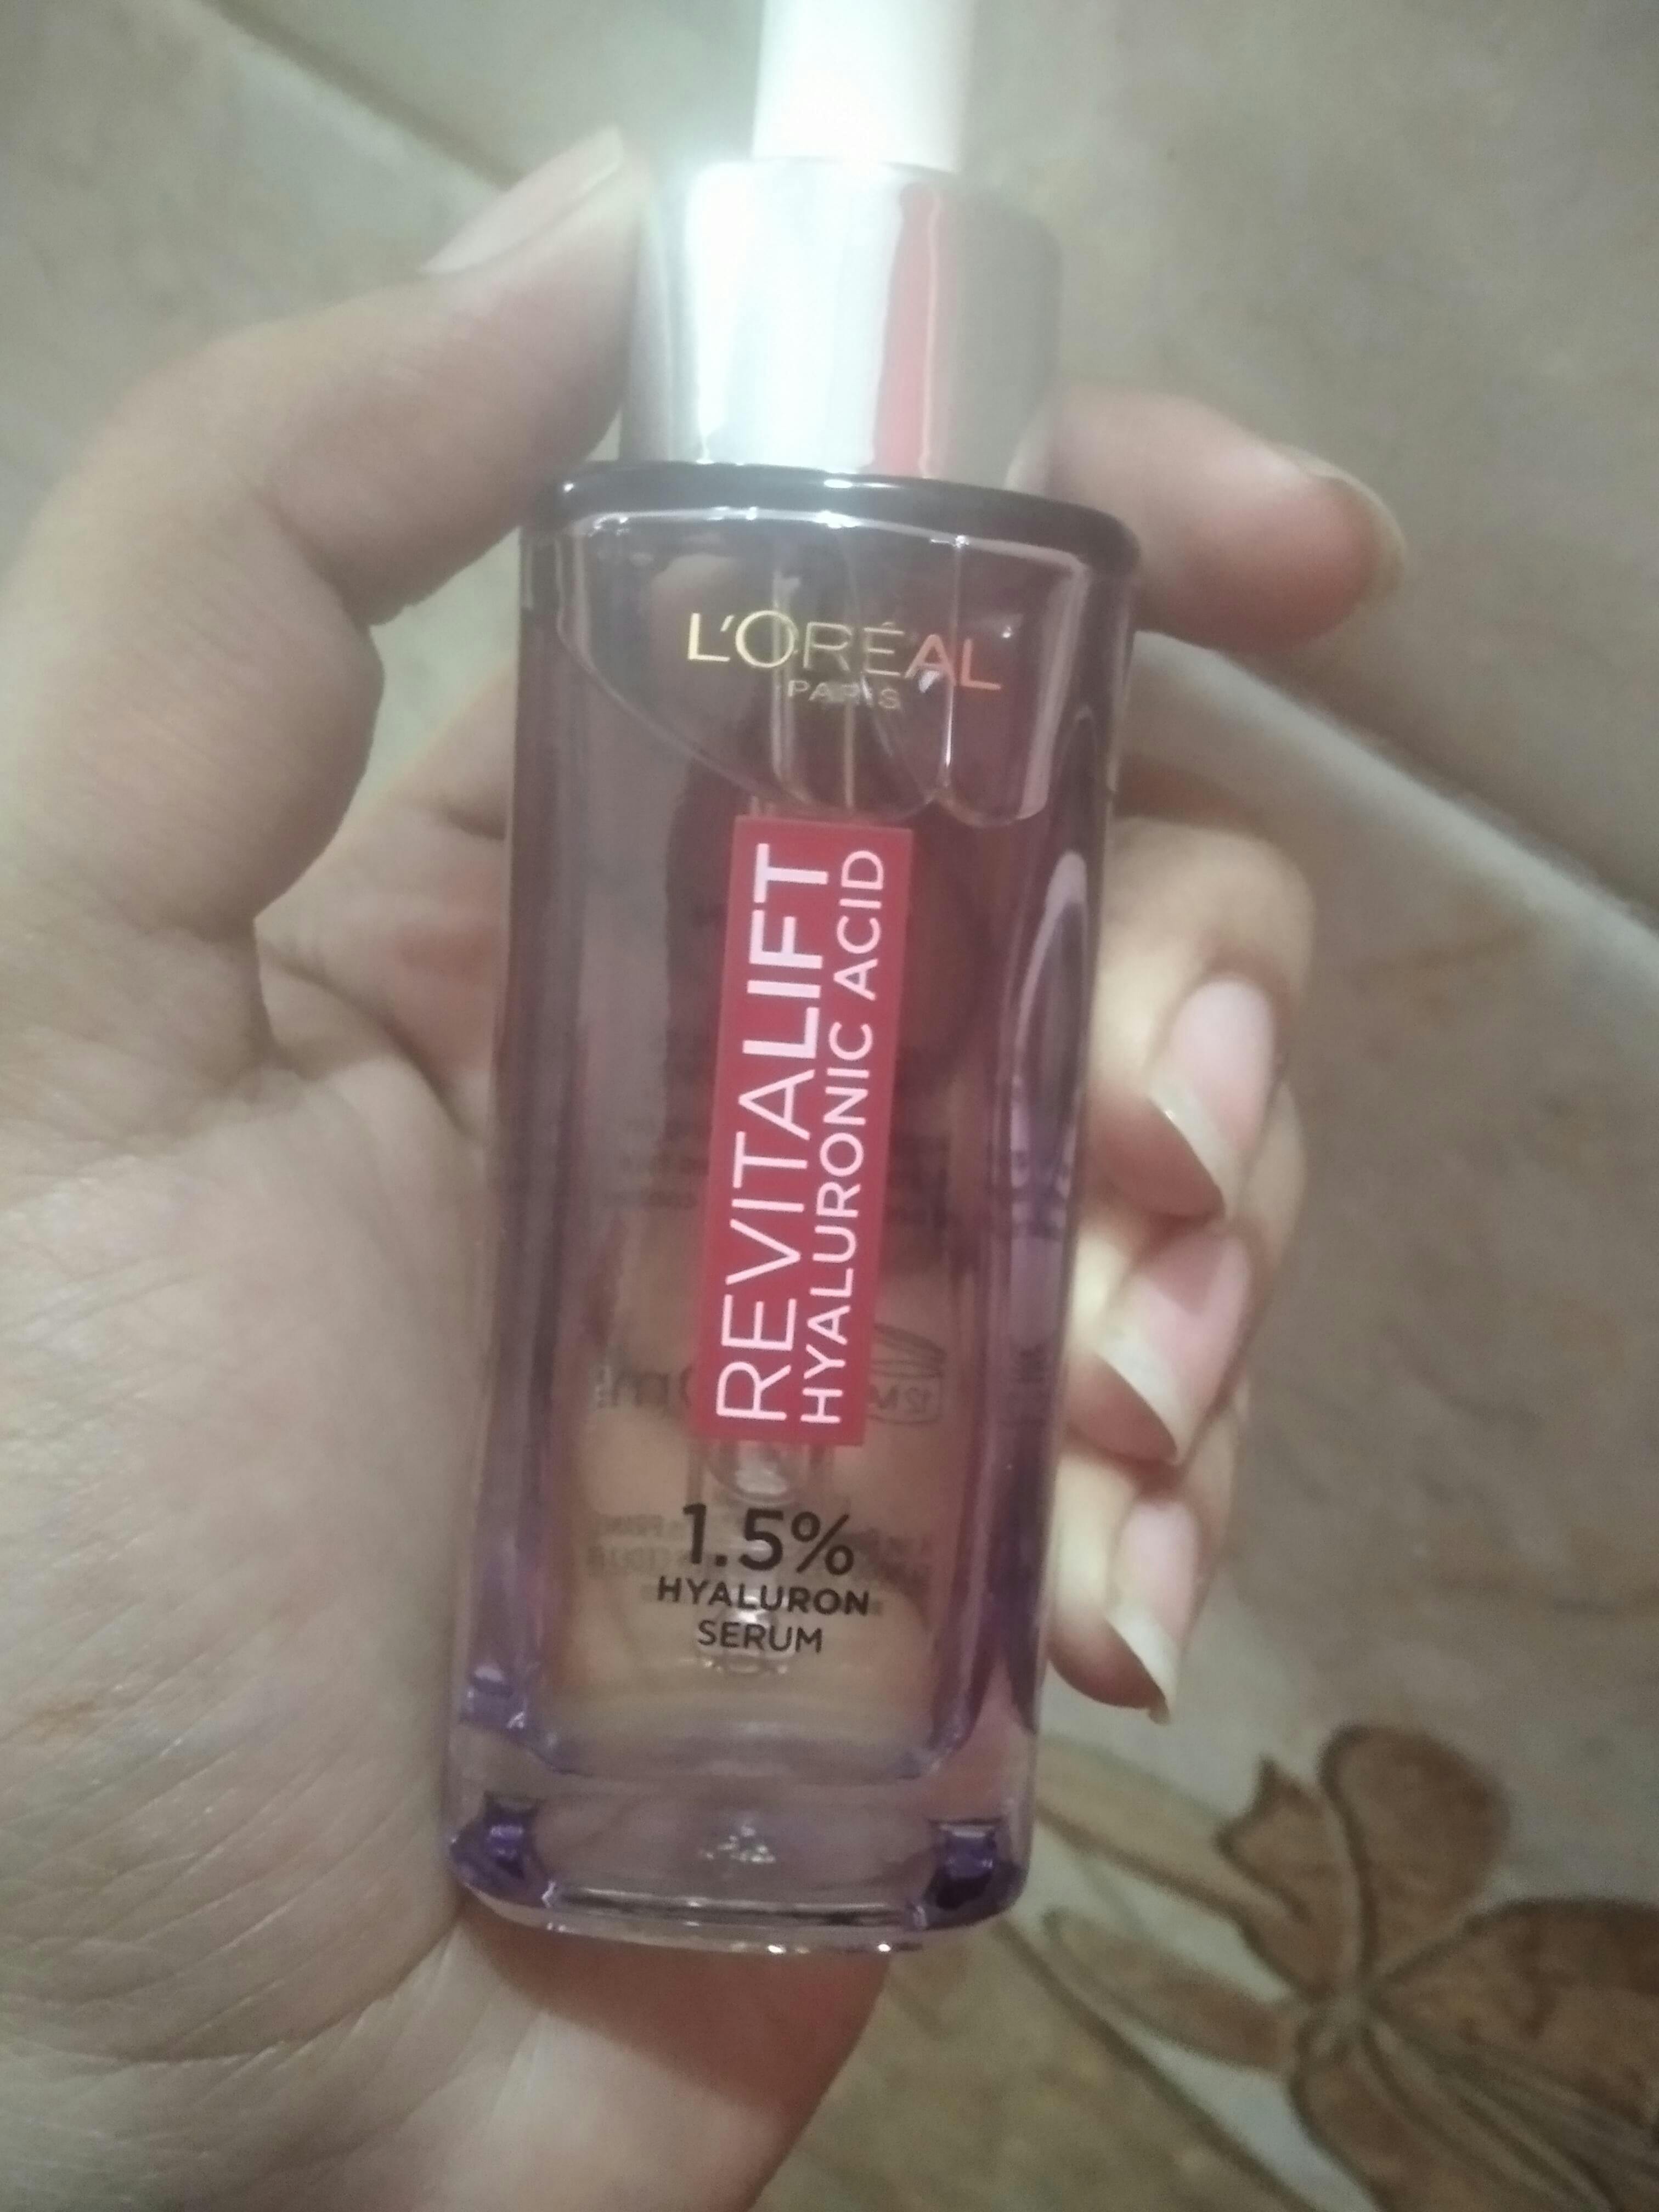 L'ORÉAL
PARIS
REVITALIFT
HYALURONIC ACID
1.5%
HYALURON
SERUM